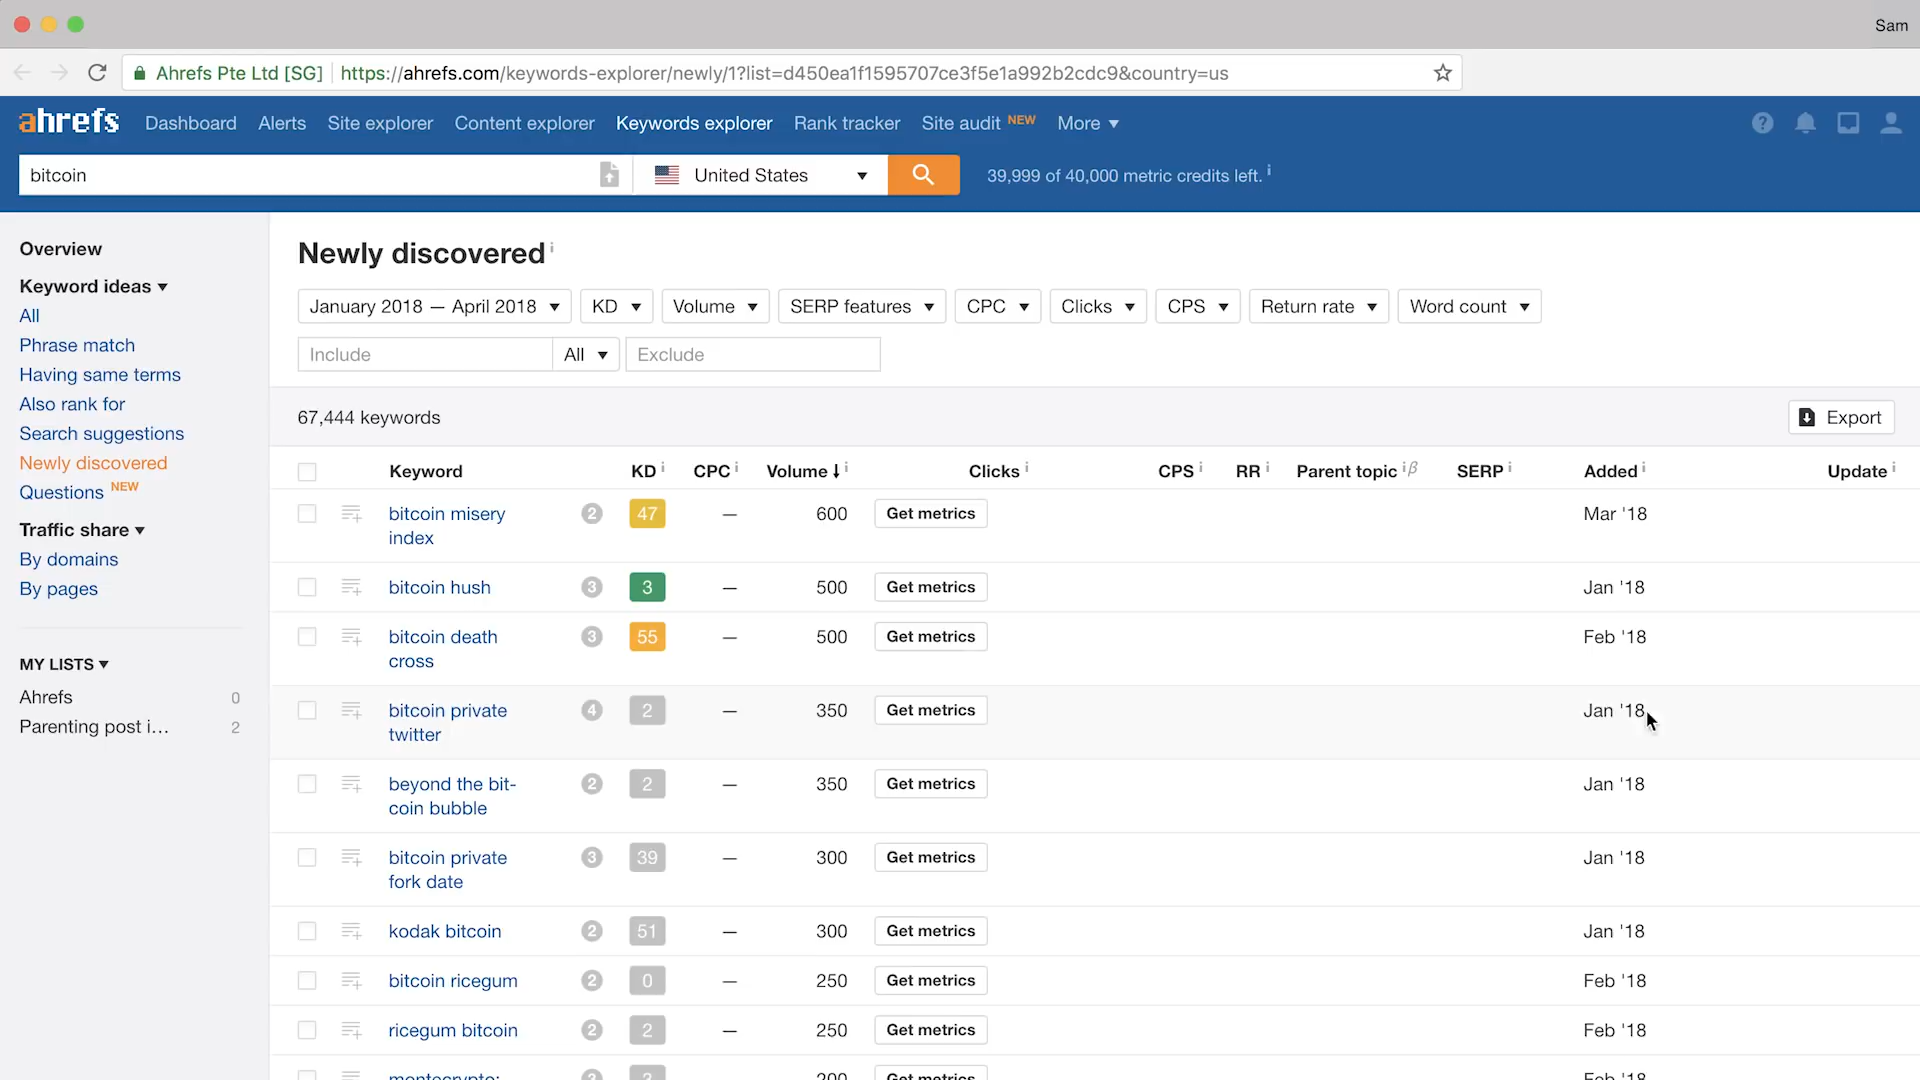 Sam
Ahrefs Pte Ltd [SG] https://ahrefs.com/keywords-explorer/newly/1?list=d450ea1f1595707ce3f5e1a992b2cdc9&country=us
ahrefs Dashboard Alerts Site explorer Content explorer Keywords explorer Rank tracker Site audit NEW More
bitcoin United States 39,999 of 40,000 metric credits left. i
Overview
Keyword ideas
All
Phrase match
Having same terms
Also rank for
Search suggestions
Newly discovered
Questions NEW
Traffic share
By domains
By pages
MY LISTS
Ahrefs 0
Parenting post i... 2
Newly discovered i
January 2018 — April 2018 KD Volume SERP features CPC Clicks CPS Return rate Word count
Include All Exclude
67,444 keywords Export
Keyword KD i CPC i Volume ↓ i Clicks i CPS i RR i Parent topic i β SERP i Added i Update i
bitcoin misery 2 47 — 600 Get metrics Mar '18
index
bitcoin hush 3 3 — 500 Get metrics Jan '18
bitcoin death 3 55 — 500 Get metrics Feb '18
cross
bitcoin private 4 2 — 350 Get metrics Jan '18
twitter
beyond the bit- 2 2 — 350 Get metrics Jan '18
coin bubble
bitcoin private 3 39 — 300 Get metrics Jan '18
fork date
kodak bitcoin 2 51 — 300 Get metrics Jan '18
bitcoin ricegum 2 0 — 250 Get metrics Feb '18
ricegum bitcoin 2 2 — 250 Get metrics Feb '18
montecrypto: 200 Get metrics Feb '18